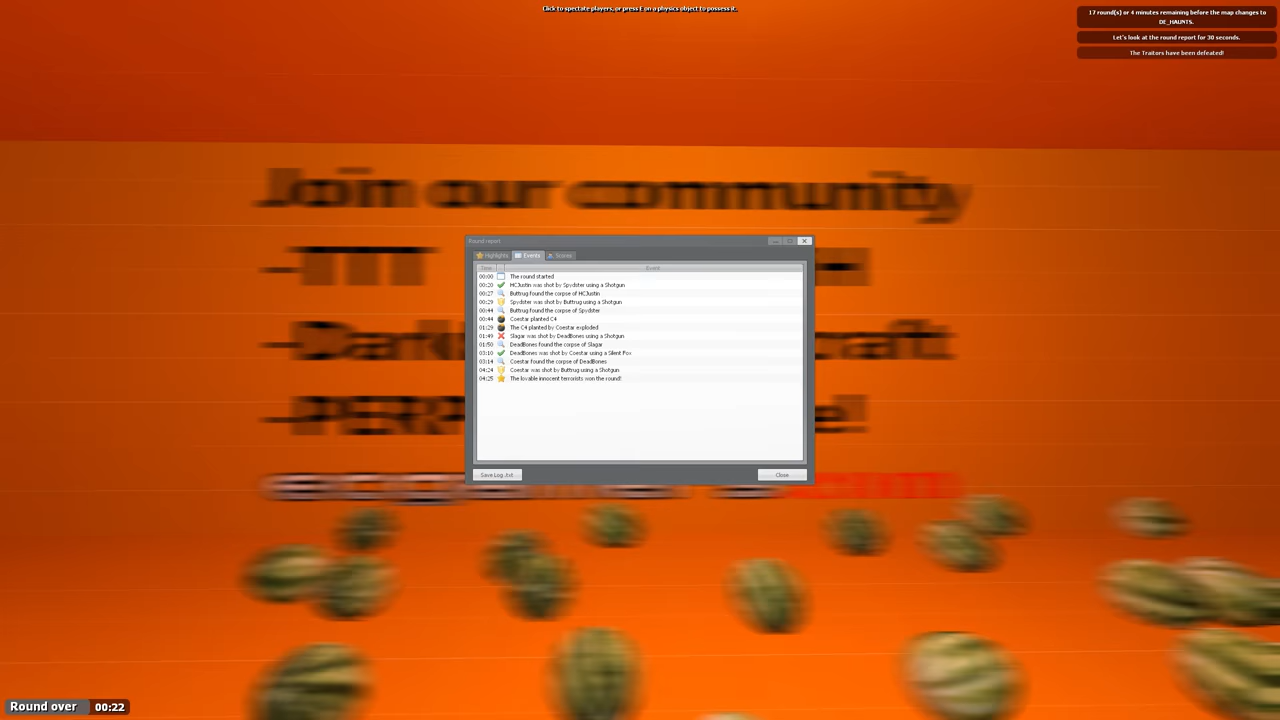 Click to spectate players, or press E on a physics object to possess it.
17 round(s) or 4 minutes remaining before the map changes to
DE_HAUNTS.
Let's look at the round report for 30 seconds.
The Traitors have been defeated!
Join our community
Round report
Highlights Events Scores
Time Event
00:00 The round started
00:20 HCJustin was shot by Spydster using a Shotgun
00:27 Buttrug found the corpse of HCJustin
00:29 Spydster was shot by Buttrug using a Shotgun
00:44 Buttrug found the corpse of Spydster
00:44 Coestar planted C4
01:29 The C4 planted by Coestar exploded
01:49 Slagar was shot by DeadBones using a Shotgun
01:50 DeadBones found the corpse of Slagar
03:10 DeadBones was shot by Coestar using a Silent Fox
03:14 Coestar found the corpse of DeadBones
04:24 Coestar was shot by Buttrug using a Shotgun
04:25 The lovable innocent terrorists won the round!
Save Log .txt Close
Round over 00:22